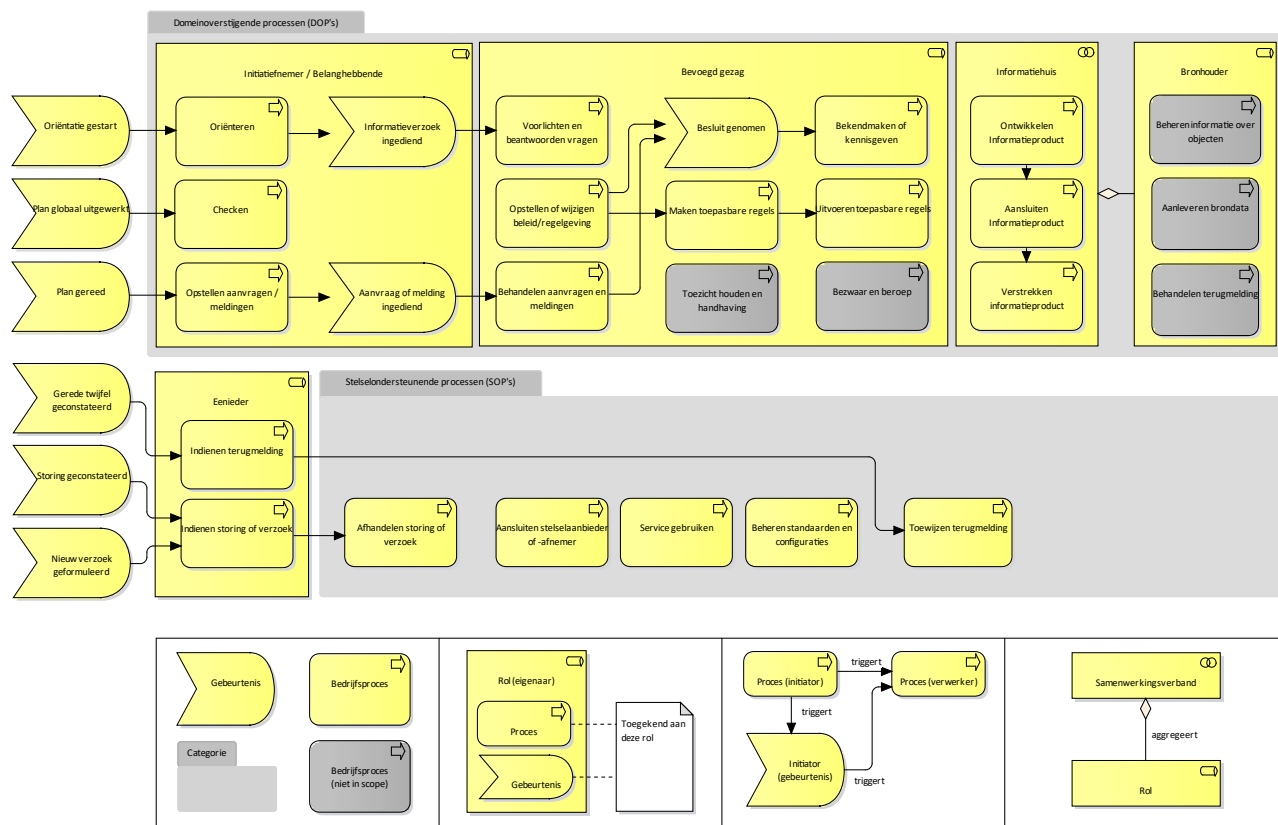 Domeinoverstijgende processen (DOP's)
Initiatiefnemer / Belanghebbende
Bevoegd gezag
Informatiehuis
Bronhouder
Oriëntatie gestart
Oriënteren
Informatieverzoek
ingediend
Voorlichten en
beantwoorden vragen
Besluit genomen
Bekendmaken of
kennisgeven
Ontwikkelen
Informatieproduct
Beheren informatie over
objecten
Plan globaal uitgewerkt
Checken
Opstellen of wijzigen
beleid/regelgeving
Maken toepasbare regels
Uitvoeren toepasbare regels
Aansluiten
Informatieproduct
Aanleveren brondata
Plan gereed
Opstellen aanvragen /
meldingen
Aanvraag of melding
ingediend
Behandelen aanvragen en
meldingen
Toezicht houden en
handhaving
Bezwaar en beroep
Verstrekken
informatieproduct
Behandelen terugmelding
Gerede twijfel
geconstateerd
Eenieder
Stelselondersteunende processen (SOP's)
Indienen terugmelding
Storing geconstateerd
Indienen storing of verzoek
Afhandelen storing of
verzoek
Aansluiten stelselaanbieder
of -afnemer
Service gebruiken
Beheren standaarden en
configuraties
Toewijzen terugmelding
Nieuw verzoek
geformuleerd
Gebeurtenis
Bedrijfsproces
Categorie
Bedrijfsproces
(niet in scope)
Rol (eigenaar)
Proces
Gebeurtenis
Toegekend aan
deze rol
Proces (initiator)
triggert
Proces (verwerker)
triggert
Initiator
(gebeurtenis)
triggert
Samenwerkingsverband
aggregeert
Rol